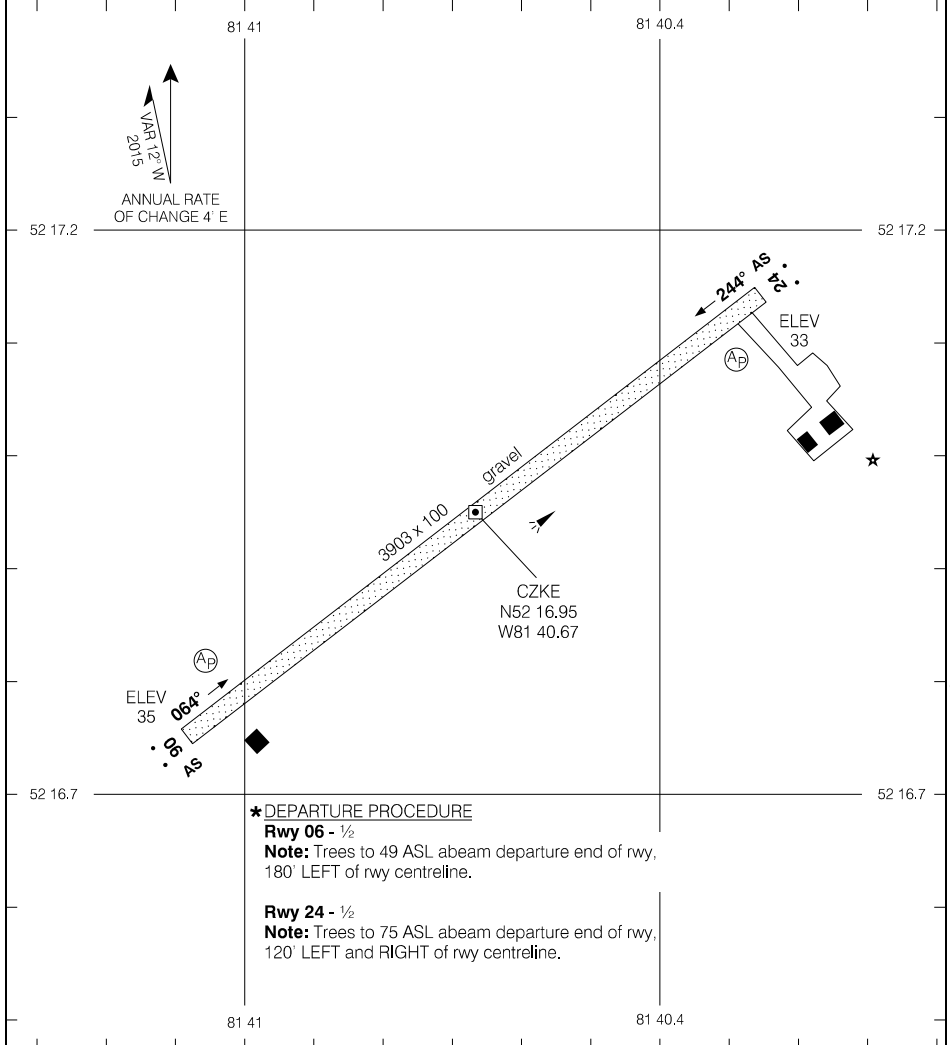 81 41
81 40.4
VAR 12° W
2015
ANNUAL RATE
OF CHANGE 4' E
52 17.2
52 17.2
244° AS
24
ELEV
33
AP
gravel
3903 x 100
CZKE
N52 16.95
W81 40.67
AP
ELEV
35
064°
06
AS
52 16.7
52 16.7
*DEPARTURE PROCEDURE
Rwy 06 - ½
Note: Trees to 49 ASL abeam departure end of rwy,
180' LEFT of rwy centreline.
Rwy 24 - ½
Note: Trees to 75 ASL abeam departure end of rwy,
120' LEFT and RIGHT of rwy centreline.
81 41
81 40.4